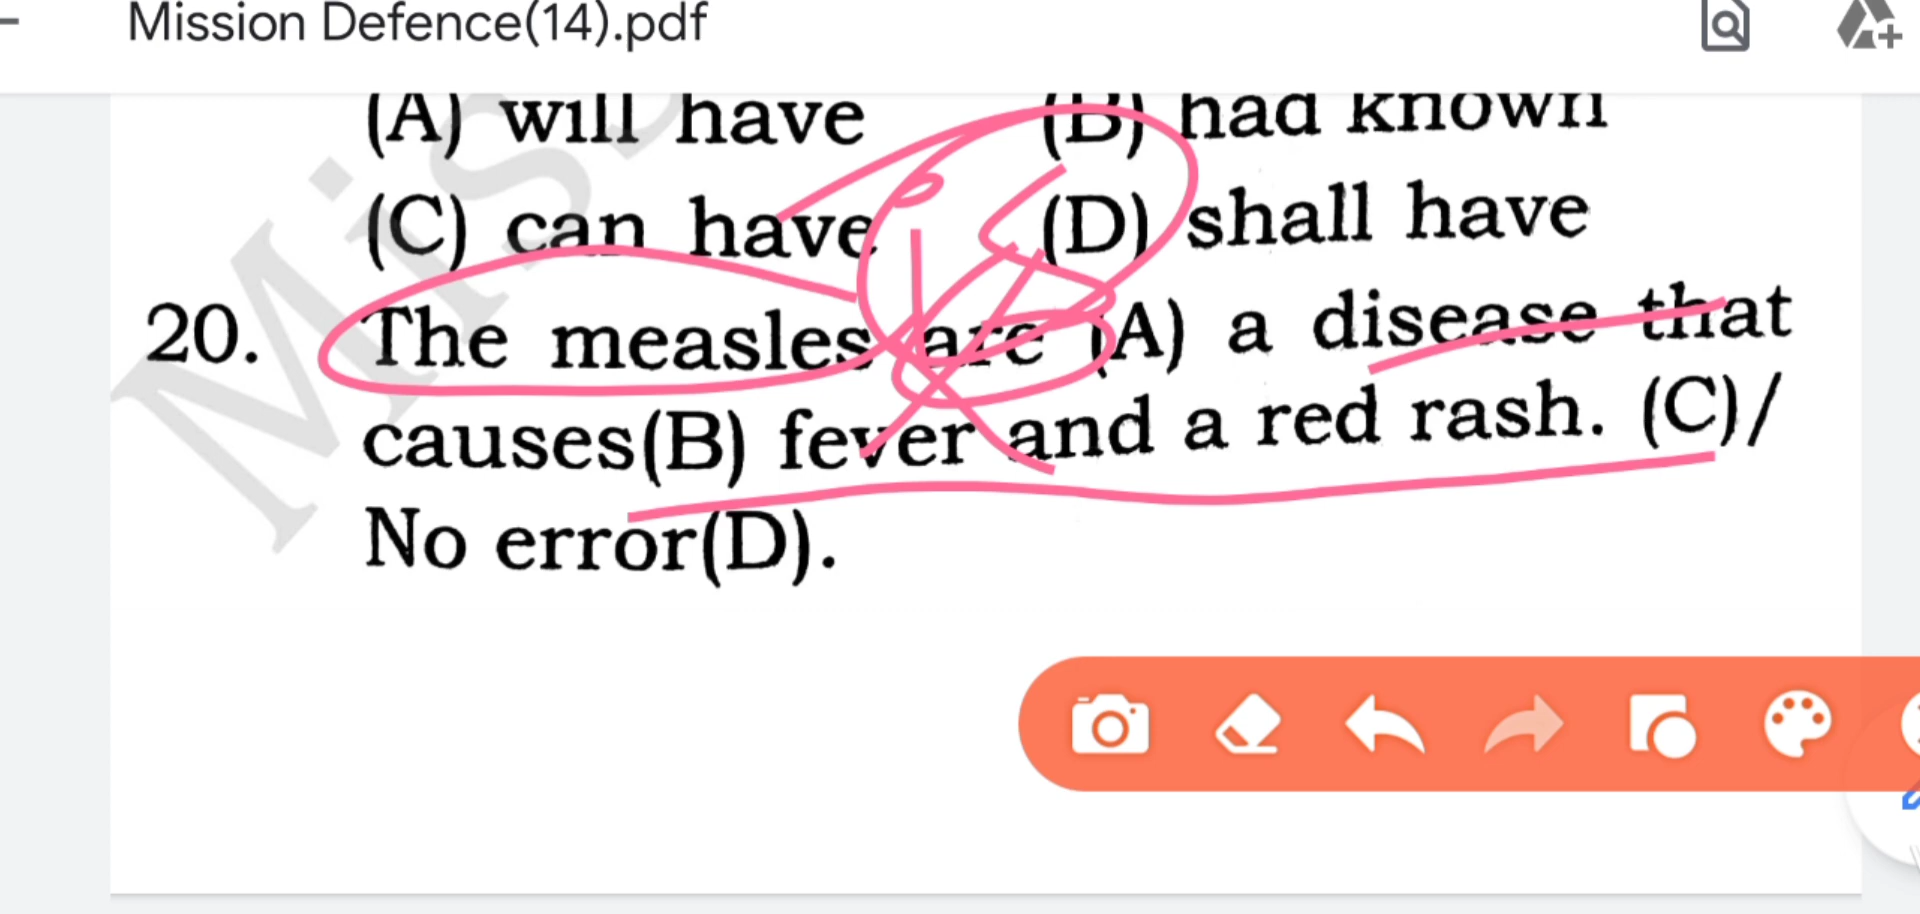 Mission Defence(14).pdf
(A) will have (B) had known
(C) can have (D) shall have
20. The measles are (A) a disease that
causes(B) fever and a red rash. (C)/
No error(D).
Mis